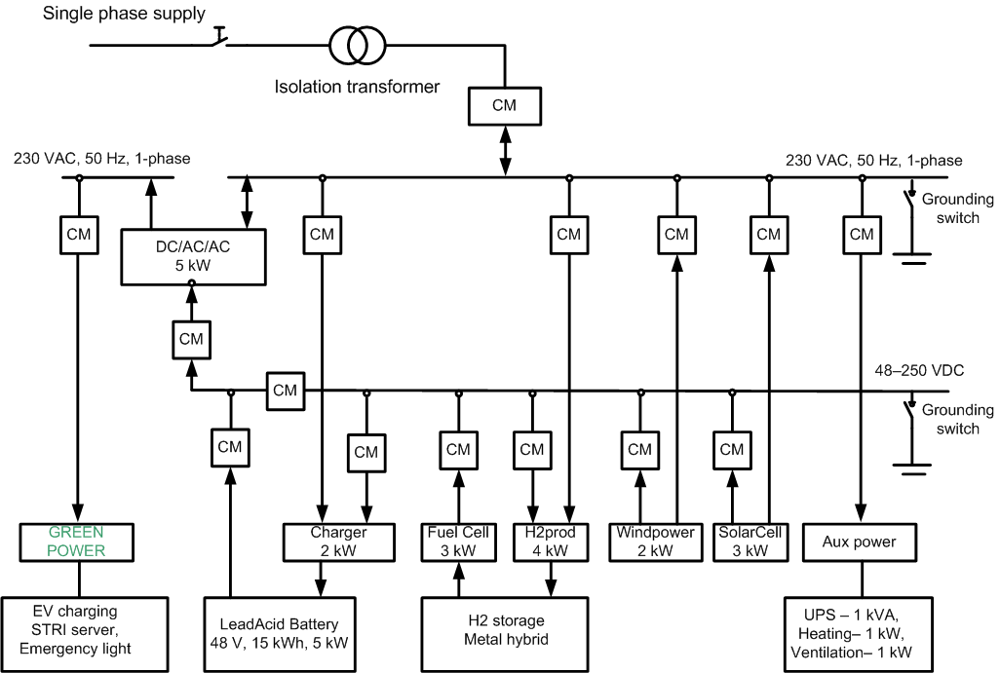 Single phase supply
Isolation transformer
CM
230 VAC, 50 Hz, 1-phase
230 VAC, 50 Hz, 1-phase
Grounding
switch
CM
DC/AC/AC
5 kW
CM
CM
CM
CM
CM
CM
48–250 VDC
CM
Grounding
switch
CM
CM
CM
CM
CM
CM
GREEN
POWER
Charger
2 kW
Fuel Cell
3 kW
H2prod
4 kW
Windpower
2 kW
SolarCell
3 kW
Aux power
EV charging
STRI server,
Emergency light
LeadAcid Battery
48 V, 15 kWh, 5 kW
H2 storage
Metal hybrid
UPS – 1 kVA,
Heating– 1 kW,
Ventilation– 1 kW